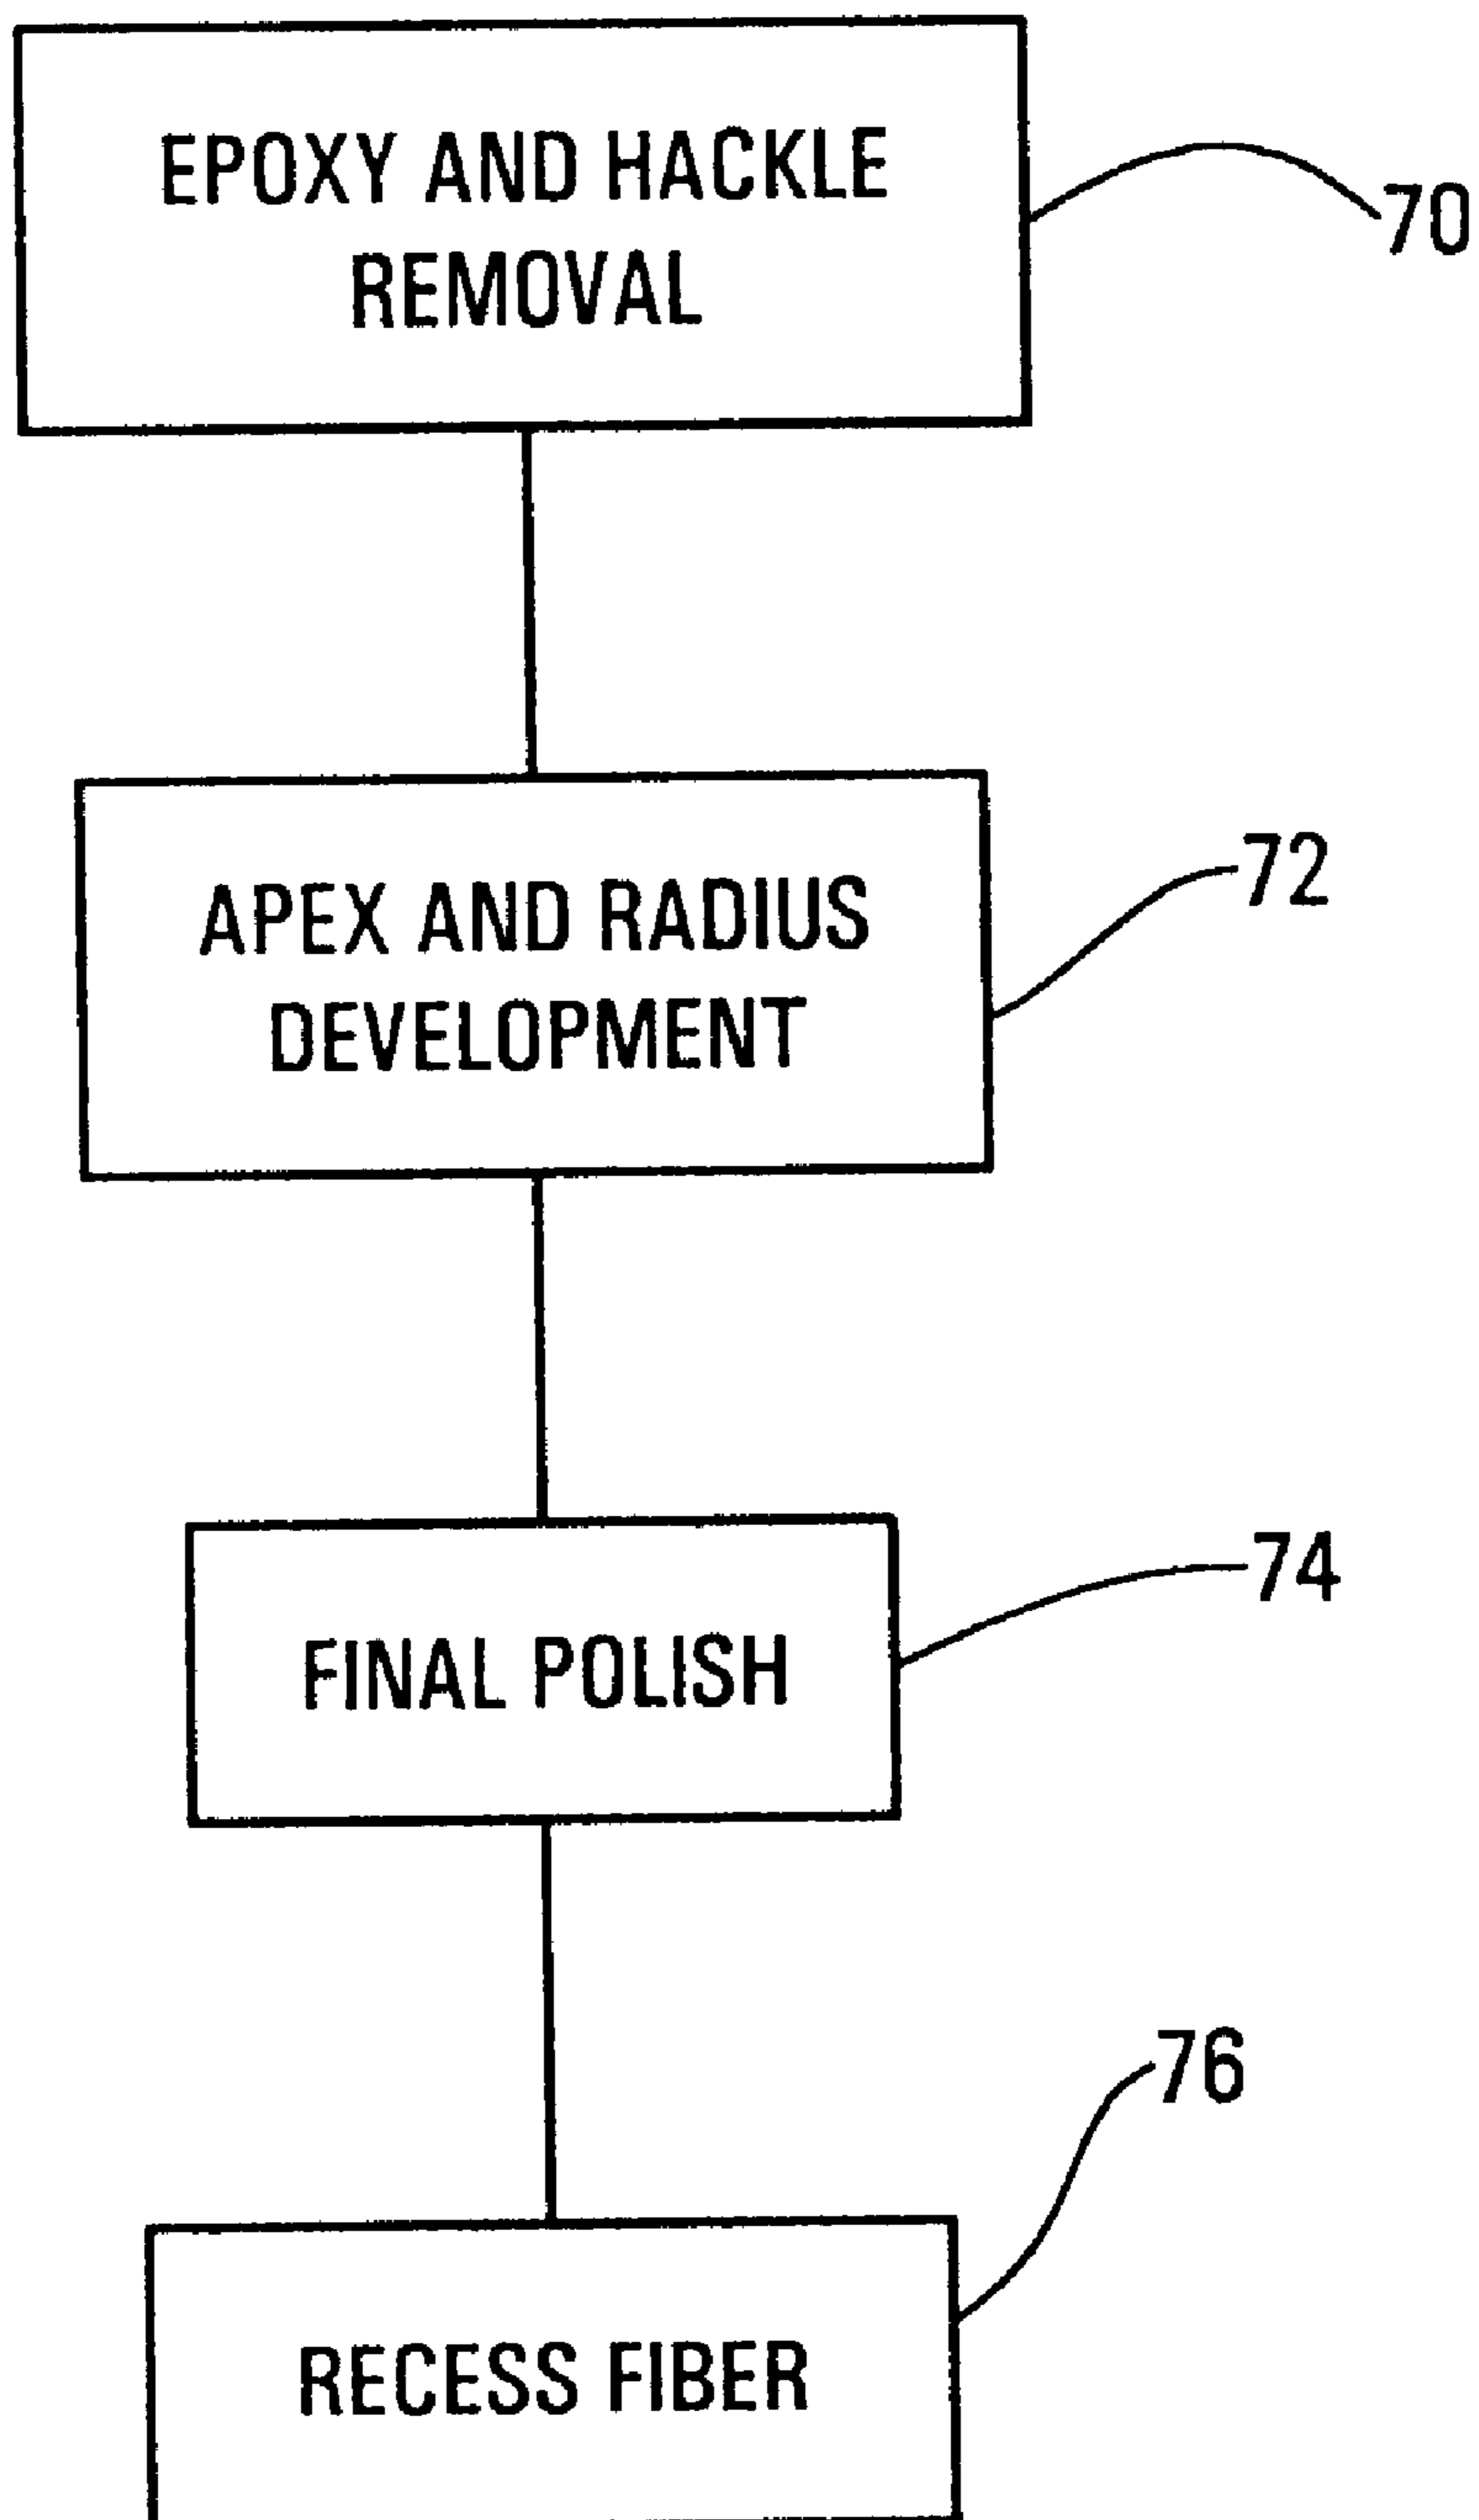 EPOXY AND HACKLE
REMOVAL
70
APEX AND RADIUS
DEVELOPMENT
72
FINAL POLISH
74
76
RECESS FIBER